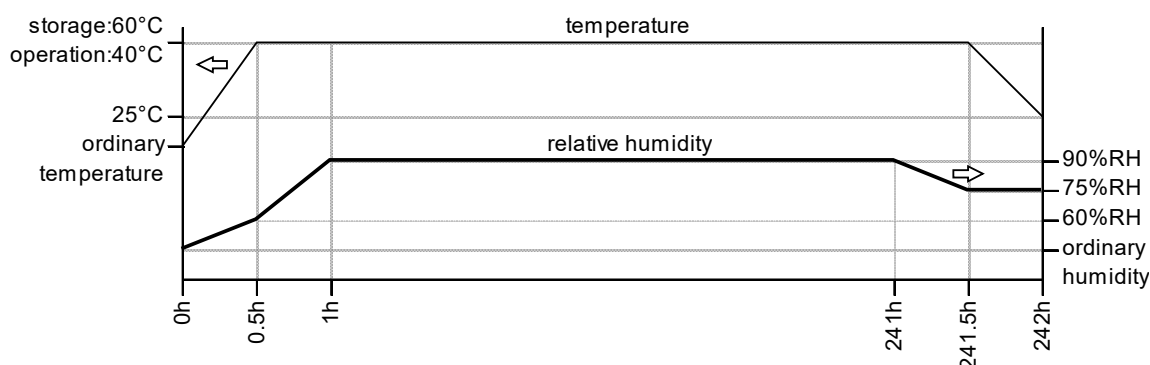 storage:60°C
operation:40°C
temperature
25°C
ordinary
temperature
relative humidity
90%RH
75%RH
60%RH
ordinary
humidity
0h
0.5h
1h
241h
241.5h
242h